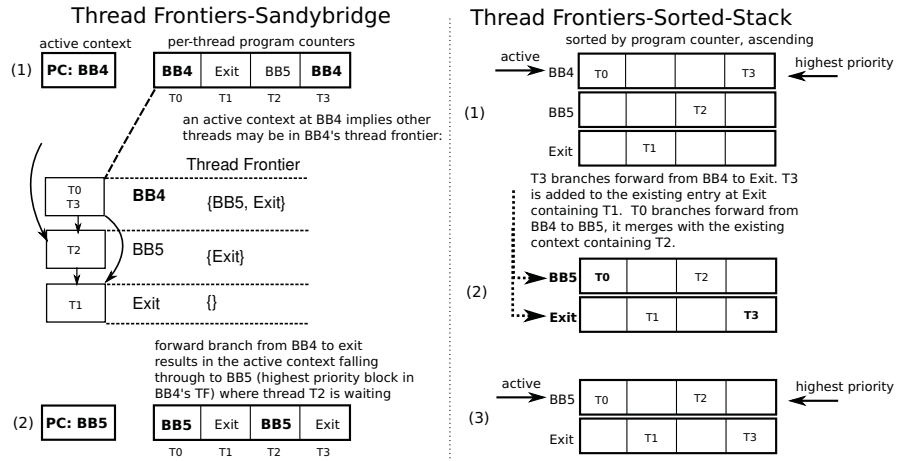 Thread Frontiers-Sandybridge
active context
per-thread program counters
(1)
PC: BB4
BB4 Exit BB5 BB4
T0 T1 T2 T3
an active context at BB4 implies other
threads may be in BB4's thread frontier:
Thread Frontier
T0
T3
BB4
{BB5, Exit}
T2
BB5
{Exit}
T1
Exit
{}
forward branch from BB4 to exit
results in the active context falling
through to BB5 (highest priority block in
BB4's TF) where thread T2 is waiting
(2)
PC: BB5
BB5 Exit BB5 Exit
T0 T1 T2 T3
Thread Frontiers-Sorted-Stack
sorted by program counter, ascending
active
BB4 T0 T3
highest priority
(1)
BB5 T2
Exit T1
T3 branches forward from BB4 to Exit. T3
is added to the existing entry at Exit
containing T1. T0 branches forward from
BB4 to BB5, it merges with the existing
context containing T2.
(2)
BB5 T0 T2
Exit T1 T3
active
BB5 T0 T2
highest priority
(3)
Exit T1 T3